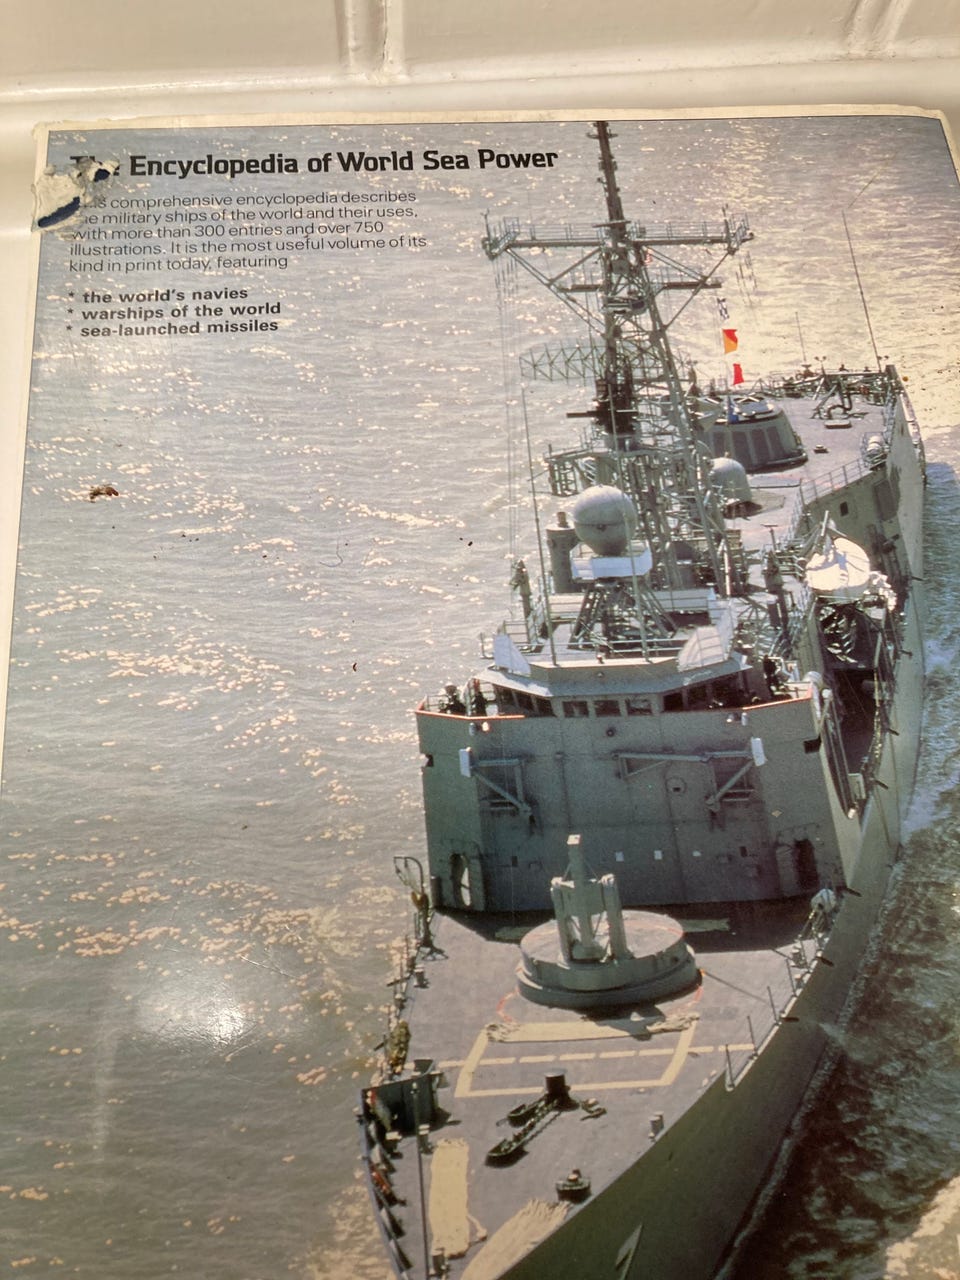 The Encyclopedia of World Sea Power
comprehensive encyclopedia describes
military ships of the world and their uses,
with more than 300 entries and over 750
illustrations. It is the most useful volume of its
kind in print today, featuring
* the world's navies
* warships of the world
* sea-launched missiles